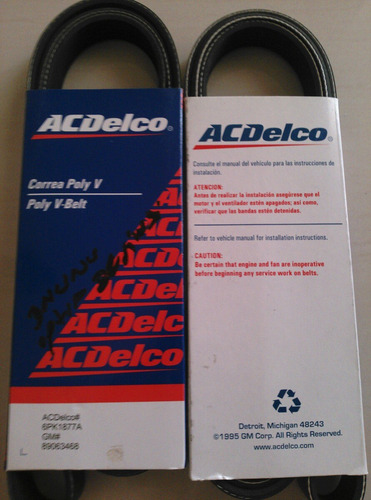 ACDelco®
Correa Poly V
Poly V-Belt
ACDelco
ACDelco
ACDelco
ACDelco
ACDelco#
6PK1877A
GM#
89063468
L
ACDelco®
Consulte el manual del vehículo para las instrucciones de
instalación.
ATENCION:
Antes de realizar la instalación asegúrese que el
motor y el ventilador estén apagados; así como,
verificar que las bandas estén detenidas.
Refer to vehicle manual for installation instructions.
CAUTION:
Be certain that engine and fan are inoperative
before beginning any service work on belts.
Detroit, Michigan 48243
©1995 GM Corp. All Rights Reserved.
www.acdelco.com